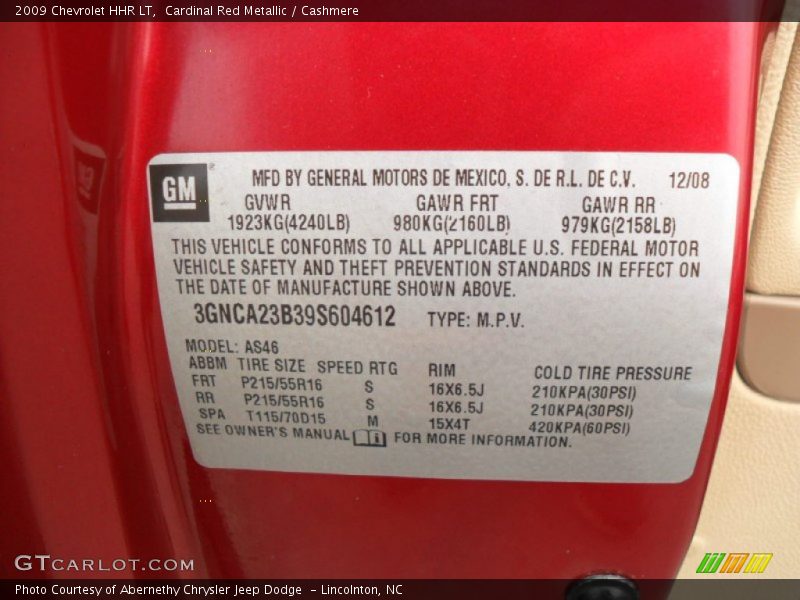 2009 Chevrolet HHR LT,  Cardinal Red Metallic / Cashmere
GM
MFD BY GENERAL MOTORS DE MEXICO, S. DE R.L. DE C.V. 12/08
GVWR GAWR FRT GAWR RR
1923KG(4240LB) 980KG(2160LB) 979KG(2158LB)
THIS VEHICLE CONFORMS TO ALL APPLICABLE U.S. FEDERAL MOTOR
VEHICLE SAFETY AND THEFT PREVENTION STANDARDS IN EFFECT ON
THE DATE OF MANUFACTURE SHOWN ABOVE.
3GNCA23B39S604612 TYPE: M.P.V.
MODEL: AS46
ABBM TIRE SIZE SPEED RTG RIM COLD TIRE PRESSURE
FRT P215/55R16 S 16X6.5J 210KPA(30PSI)
RR P215/55R16 S 16X6.5J 210KPA(30PSI)
SPA T115/70D15 M 15X4T 420KPA(60PSI)
SEE OWNER'S MANUAL FOR MORE INFORMATION.
GTCARLOT.COM
Photo Courtesy of Abernethy Chrysler Jeep Dodge  - Lincolnton, NC